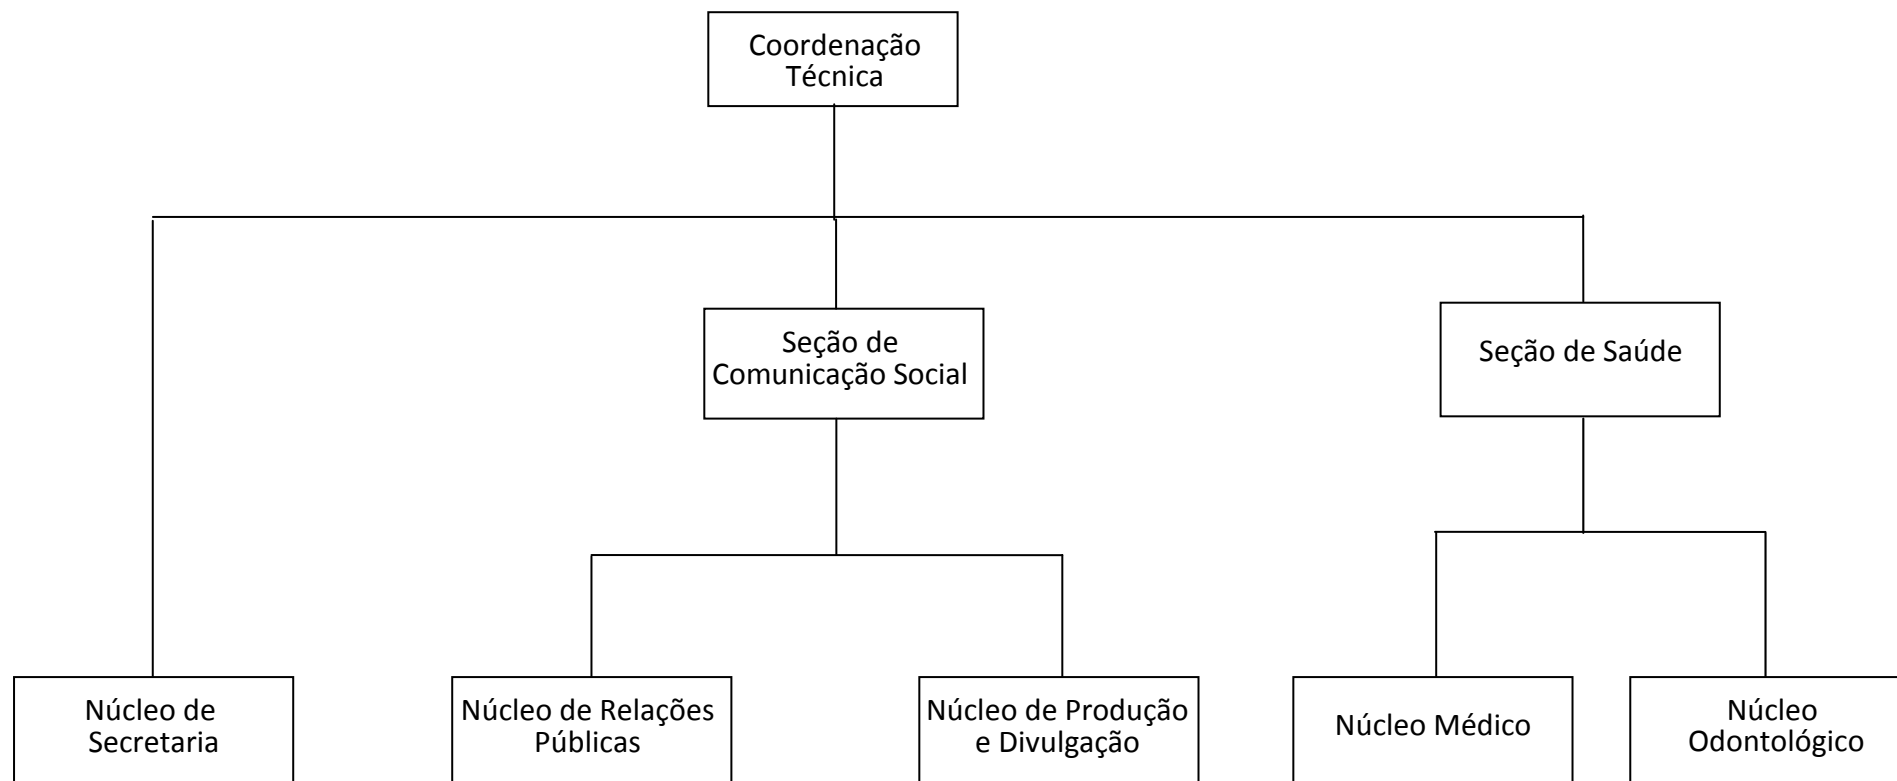 Coordenação
Técnica
Seção de
Comunicação Social
Seção de Saúde
Núcleo de
Secretaria
Núcleo de Relações
Públicas
Núcleo de Produção
e Divulgação
Núcleo Médico
Núcleo
Odontológico